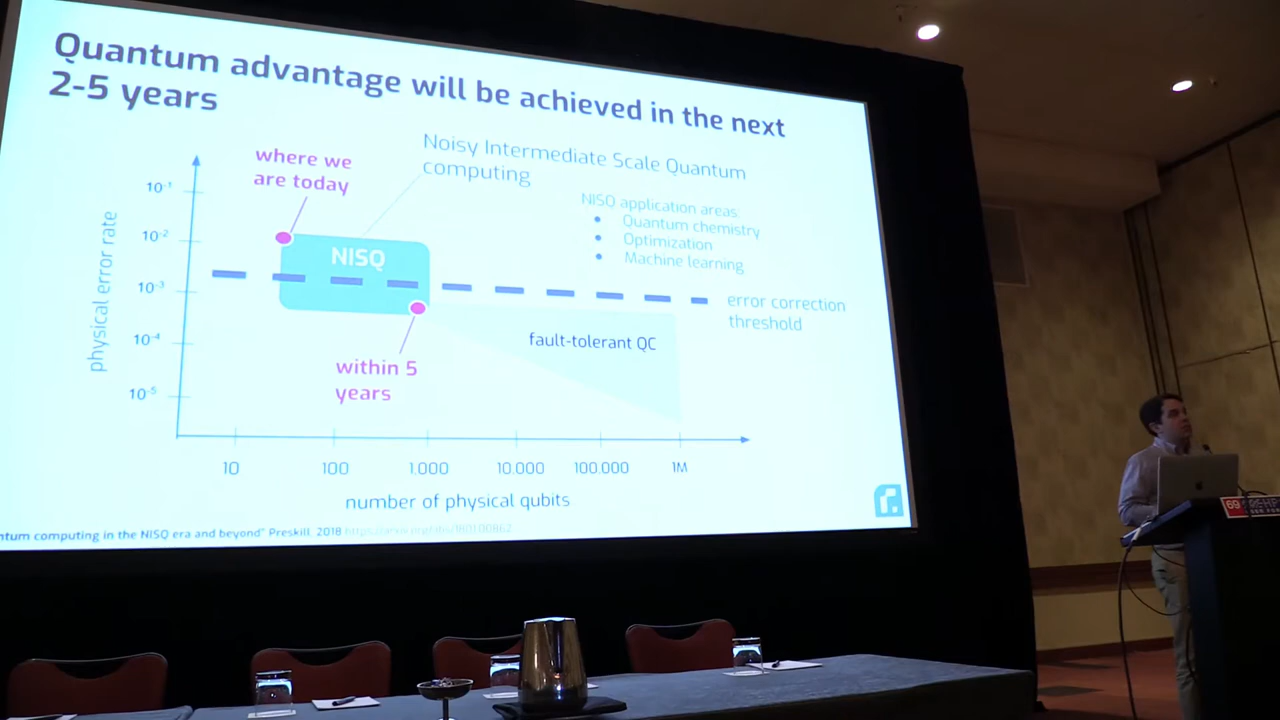 Quantum advantage will be achieved in the next
2-5 years
where we
are today
Noisy Intermediate Scale Quantum
computing
NISQ application areas:
• Quantum chemistry
• Optimization
• Machine learning
physical error rate
10⁻¹
10⁻²
10⁻³
10⁻⁴
10⁻⁵
NISQ
error correction
threshold
fault-tolerant QC
within 5
years
10
100
1.000
10.000
100.000
1M
number of physical qubits
computing in the NISQ era and beyond" Preskill, 2018
69